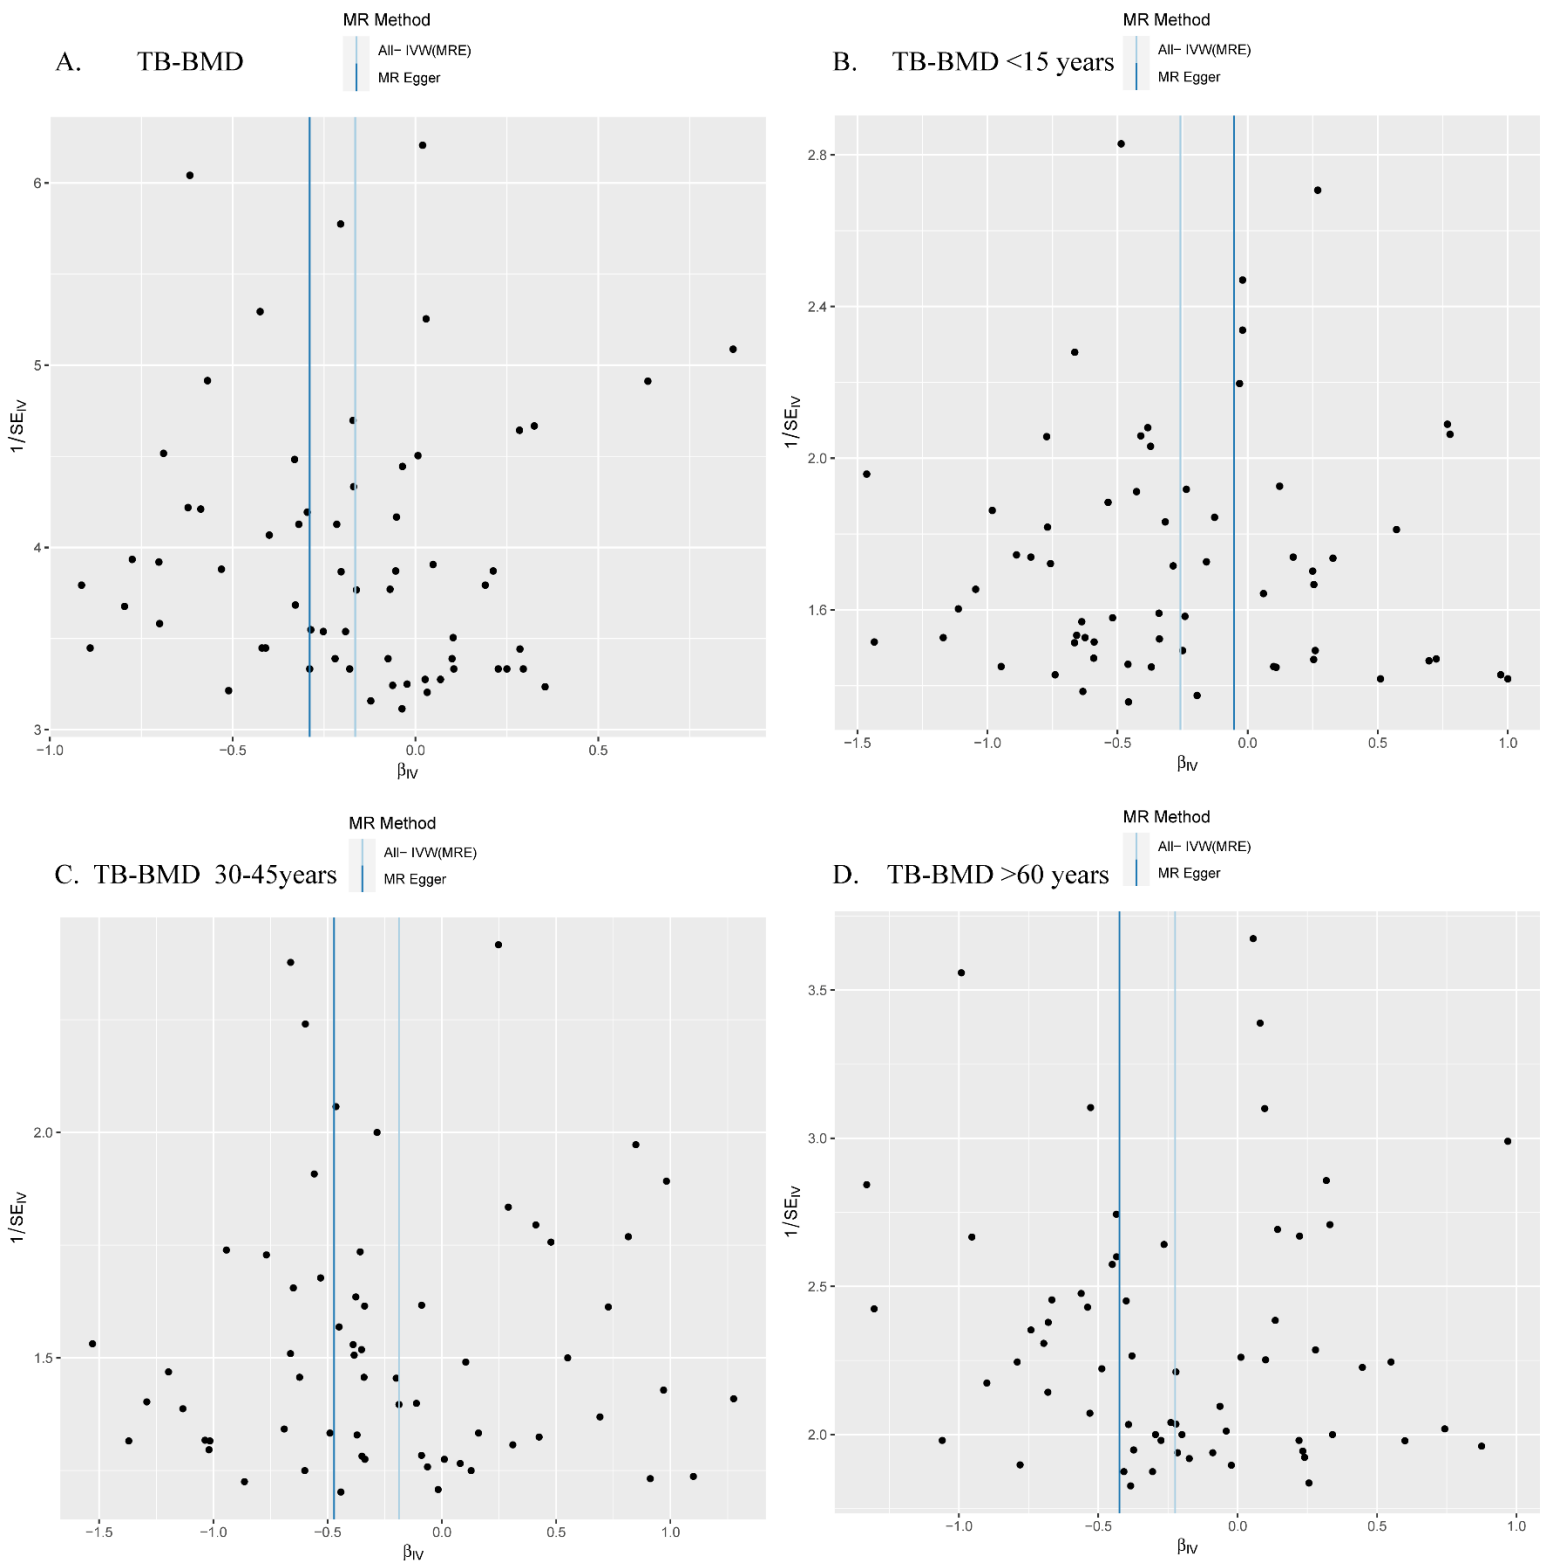 MR Method
A. TB-BMD
All− IVW(MRE)
MR Egger
6
5
4
3
1/SE_IV
−1.0 −0.5 0.0 0.5
β_IV
MR Method
B. TB-BMD <15 years
All− IVW(MRE)
MR Egger
2.8
2.4
2.0
1.6
1/SE_IV
−1.5 −1.0 −0.5 0.0 0.5 1.0
β_IV
MR Method
C. TB-BMD 30-45years
All− IVW(MRE)
MR Egger
2.0
1.5
1/SE_IV
−1.5 −1.0 −0.5 0.0 0.5 1.0
β_IV
MR Method
D. TB-BMD >60 years
All− IVW(MRE)
MR Egger
3.5
3.0
2.5
2.0
1/SE_IV
−1.0 −0.5 0.0 0.5 1.0
β_IV